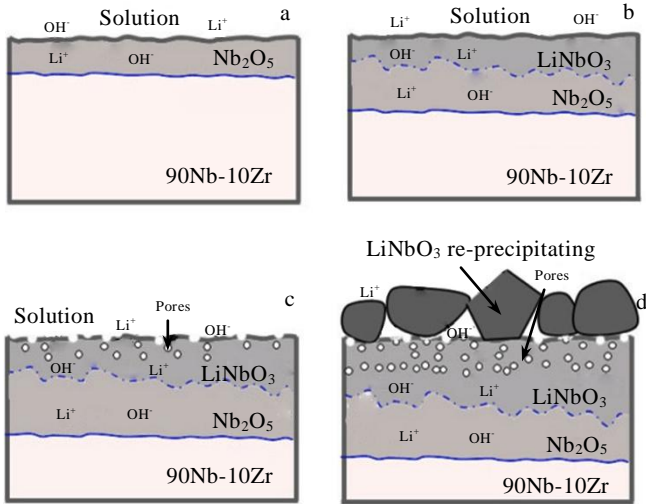 Solution
a
OH-
Li+
Li+
OH-
Nb2O5
90Nb-10Zr
Solution
b
Li+
OH-
OH-
Li+
LiNbO3
Li+
OH-
Nb2O5
90Nb-10Zr
Pores
c
Solution
Li+
OH-
OH-
Li+
LiNbO3
Li+
OH-
Nb2O5
90Nb-10Zr
LiNbO3 re-precipitating
Pores
Li+
d
OH-
OH-
Li+
LiNbO3
Li+
OH-
Nb2O5
90Nb-10Zr